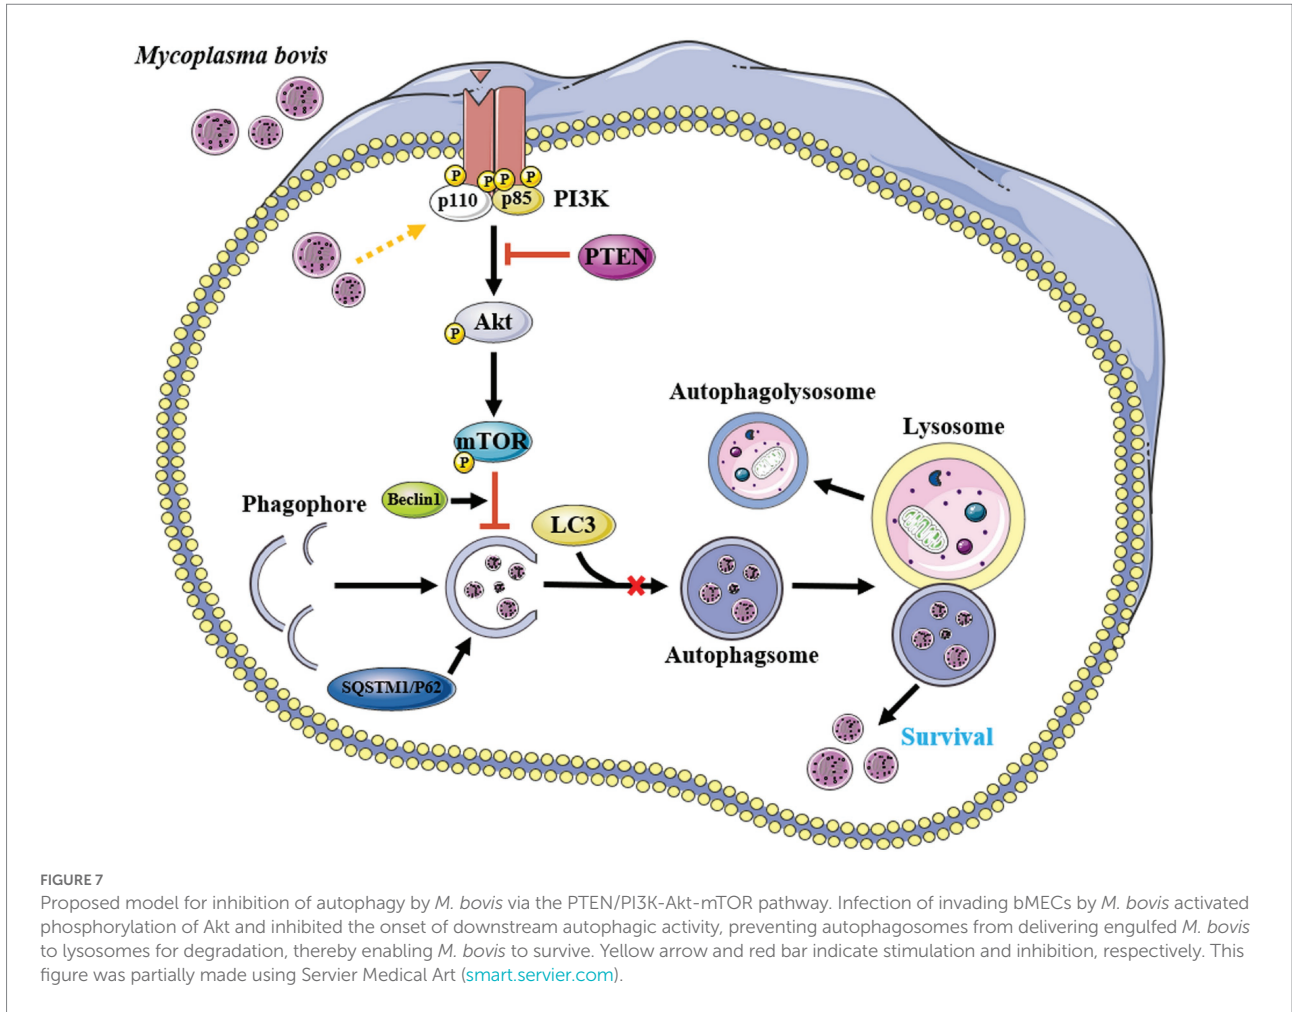 Mycoplasma bovis
P
P
P
P
p110
p85
PI3K
PTEN
Akt
P
mTOR
P
Beclin1
Phagophore
LC3
Autophagolysosome
Lysosome
Autophagsome
SQSTM1/P62
Survival
FIGURE 7
Proposed model for inhibition of autophagy by M. bovis via the PTEN/PI3K-Akt-mTOR pathway. Infection of invading bMECs by M. bovis activated
phosphorylation of Akt and inhibited the onset of downstream autophagic activity, preventing autophagosomes from delivering engulfed M. bovis
to lysosomes for degradation, thereby enabling M. bovis to survive. Yellow arrow and red bar indicate stimulation and inhibition, respectively. This
figure was partially made using Servier Medical Art (smart.servier.com).